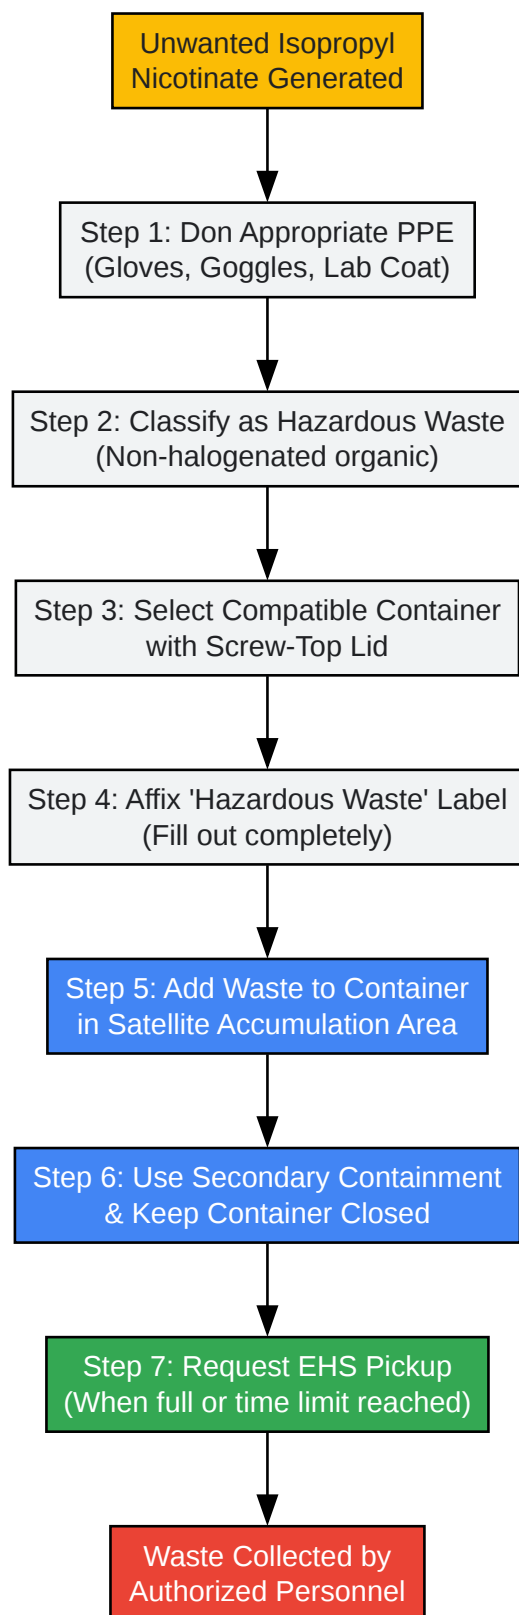 Unwanted Isopropyl
Nicotinate Generated
Step 1: Don Appropriate PPE
(Gloves, Goggles, Lab Coat)
Step 2: Classify as Hazardous Waste
(Non-halogenated organic)
Step 3: Select Compatible Container
with Screw-Top Lid
Step 4: Affix 'Hazardous Waste' Label
(Fill out completely)
Step 5: Add Waste to Container
in Satellite Accumulation Area
Step 6: Use Secondary Containment
& Keep Container Closed
Step 7: Request EHS Pickup
(When full or time limit reached)
Waste Collected by
Authorized Personnel